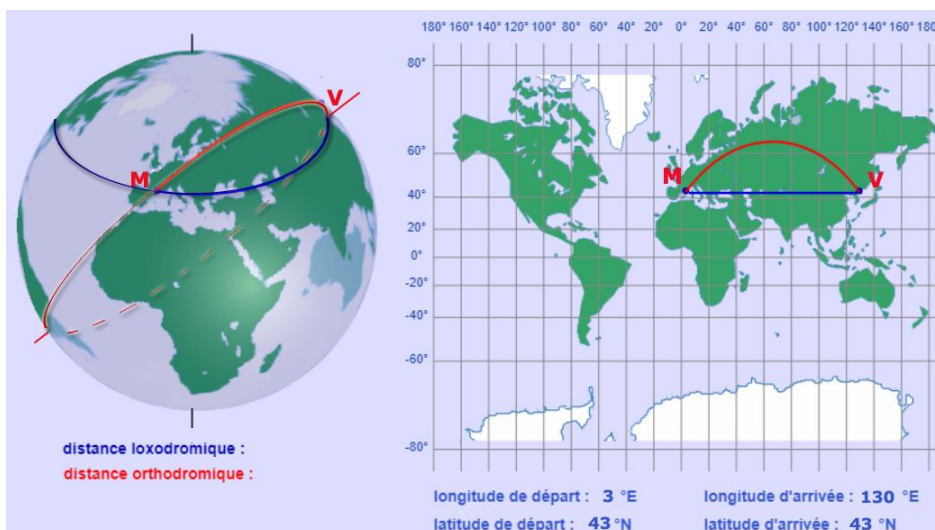 180° 160° 140° 120° 100° 80° 60° 40° 20° 0° 20° 40° 60° 80° 100° 120° 140° 160° 180
80°
60°
40°
20°
0°
-20°
-40°
-60°
-80°
V
M
M
V
distance loxodromique :
distance orthodromique :
longitude de départ : 3 °E
longitude d'arrivée : 130 °E
latitude de départ : 43 °N
latitude d'arrivée : 43 °N